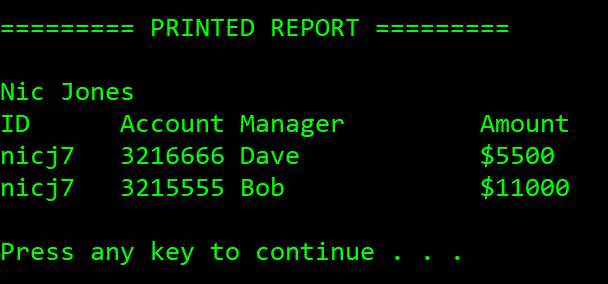 ========= PRINTED REPORT =========
Nic Jones
ID      Account Manager         Amount
nicj7   3216666 Dave            $5500
nicj7   3215555 Bob             $11000
Press any key to continue . . .